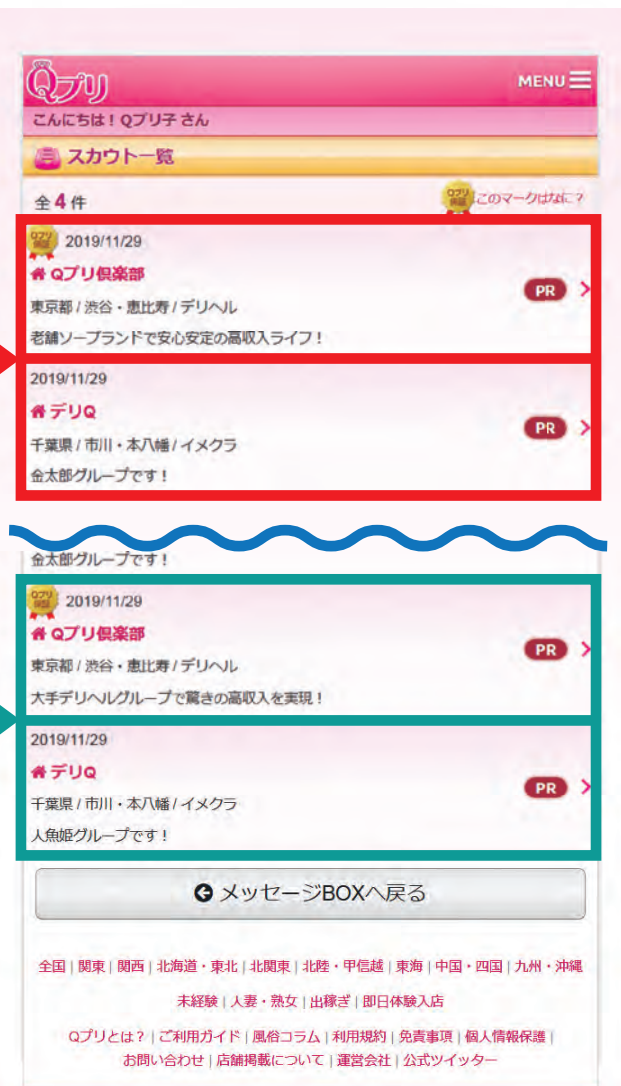 Qプリ
MENU
こんにちは！Qプリ子 さん
スカウト一覧
全4件
Qプリ 保証 このマークはなに？
Qプリ 保証 2019/11/29
Qプリ倶楽部
PR
東京都 / 渋谷・恵比寿 / デリヘル
老舗ソープランドで安心安定の高収入ライフ！
2019/11/29
デリQ
PR
千葉県 / 市川・本八幡 / イメクラ
金太郎グループです！
金太郎グループです！
Qプリ 保証 2019/11/29
Qプリ倶楽部
PR
東京都 / 渋谷・恵比寿 / デリヘル
大手デリヘルグループで驚きの高収入を実現！
2019/11/29
デリQ
PR
千葉県 / 市川・本八幡 / イメクラ
人魚姫グループです！
メッセージBOXへ戻る
全国 | 関東 | 関西 | 北海道・東北 | 北関東 | 北陸・甲信越 | 東海 | 中国・四国 | 九州・沖縄
未経験 | 人妻・熟女 | 出稼ぎ | 即日体験入店
Qプリとは？ | ご利用ガイド | 風俗コラム | 利用規約 | 免責事項 | 個人情報保護 |
お問い合わせ | 店舗掲載について | 運営会社 | 公式ツイッター